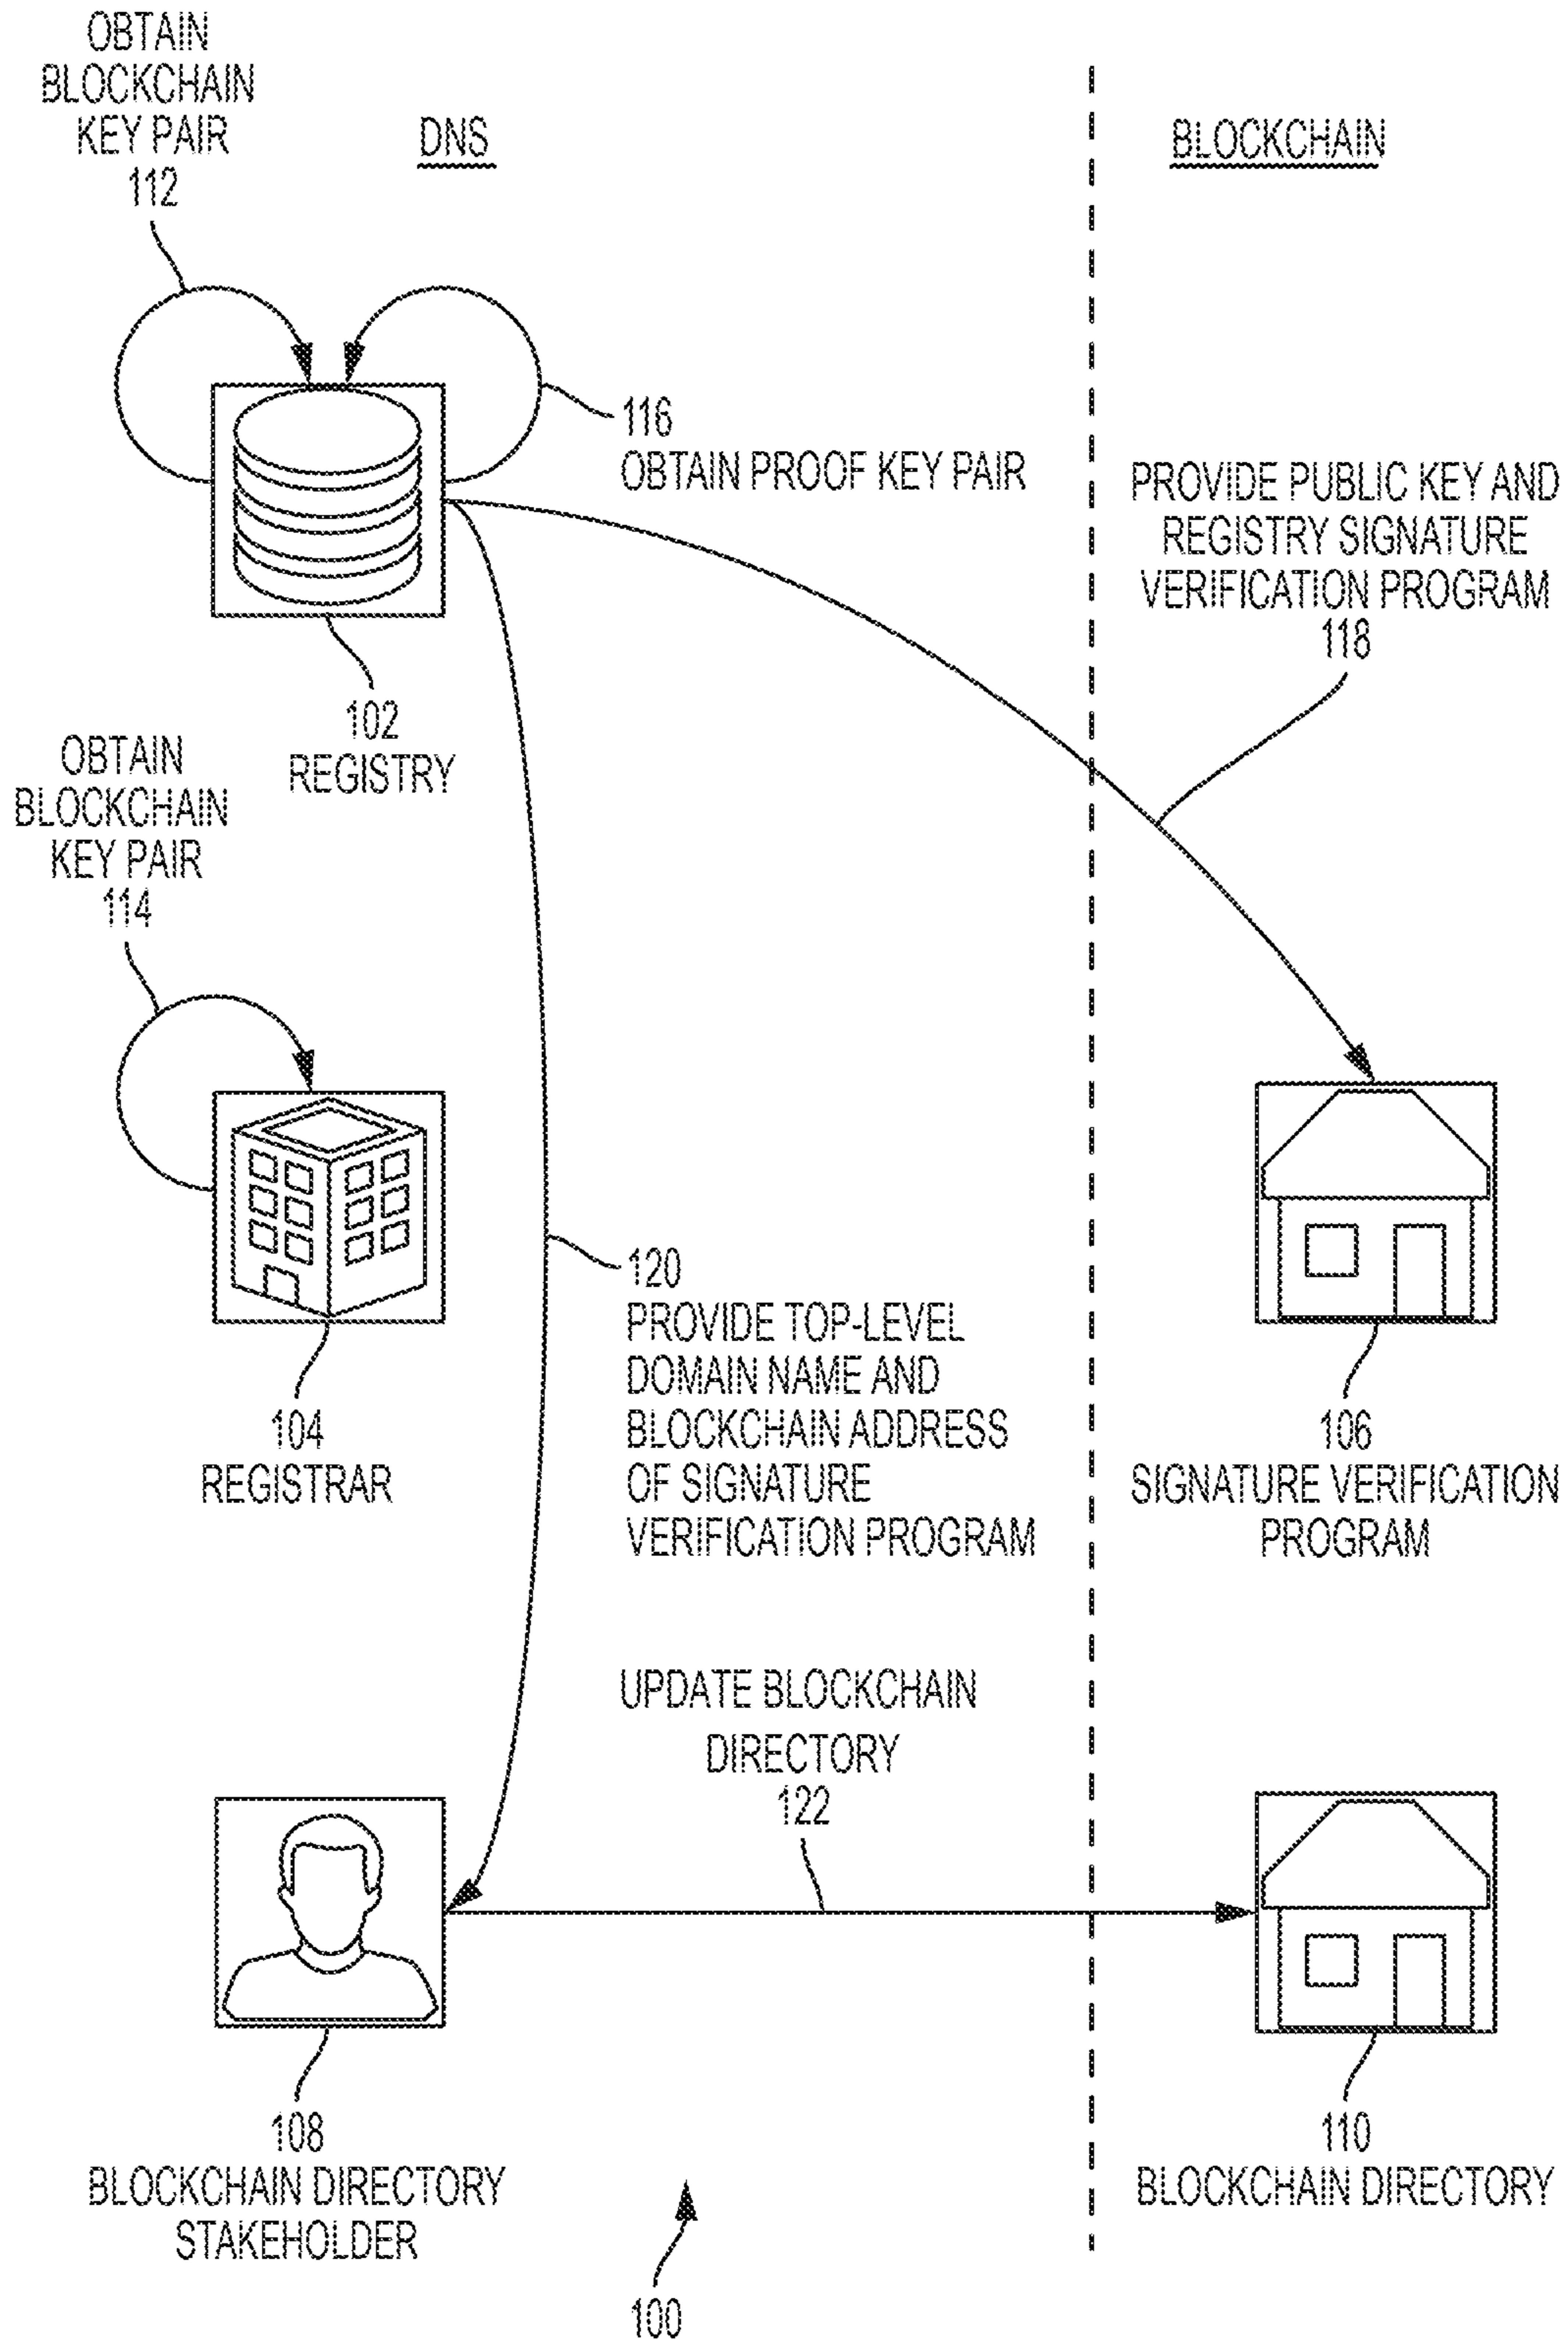 OBTAIN
BLOCKCHAIN
KEY PAIR
112
DNS
BLOCKCHAIN
116
OBTAIN PROOF KEY PAIR
PROVIDE PUBLIC KEY AND
REGISTRY SIGNATURE
VERIFICATION PROGRAM
118
102
REGISTRY
OBTAIN
BLOCKCHAIN
KEY PAIR
114
104
REGISTRAR
120
PROVIDE TOP-LEVEL
DOMAIN NAME AND
BLOCKCHAIN ADDRESS
OF SIGNATURE
VERIFICATION PROGRAM
106
SIGNATURE VERIFICATION
PROGRAM
UPDATE BLOCKCHAIN
DIRECTORY
122
108
BLOCKCHAIN DIRECTORY
STAKEHOLDER
110
BLOCKCHAIN DIRECTORY
100